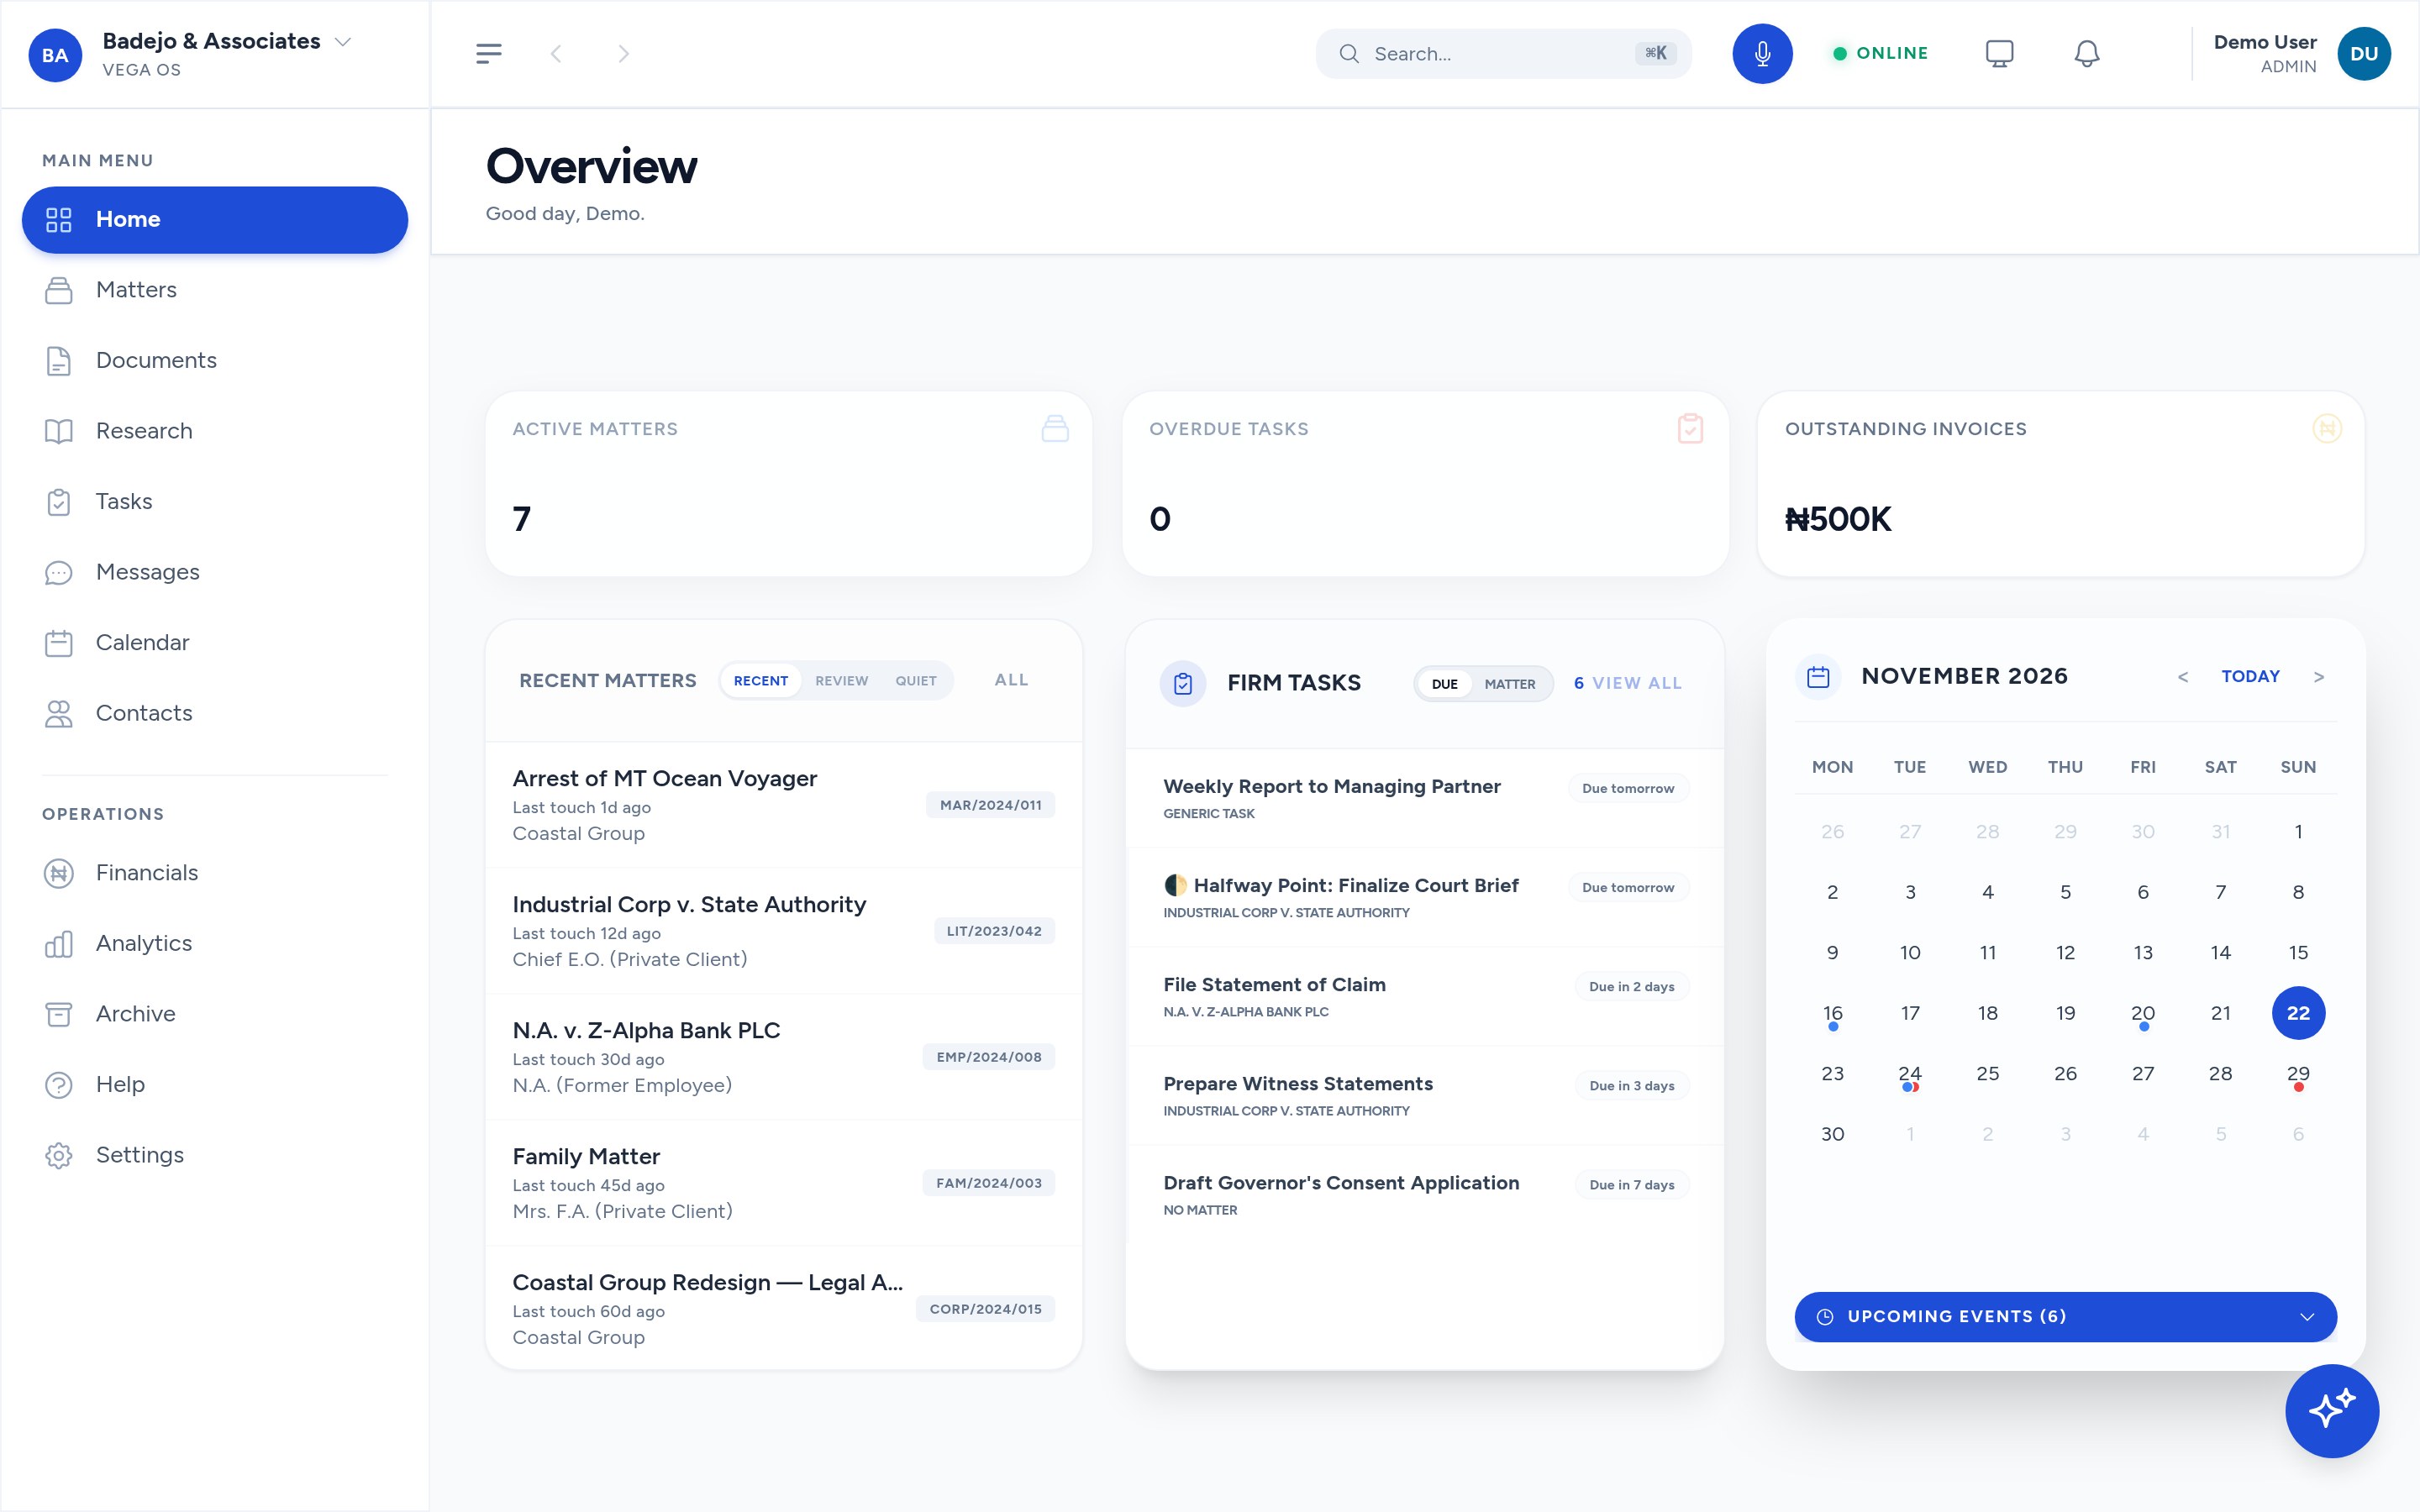 BA
Badejo & Associates
VEGA OS
Search...
⌘K
ONLINE
Demo User
ADMIN
DU
MAIN MENU
Home
Matters
Documents
Research
Tasks
Messages
Calendar
Contacts
OPERATIONS
Financials
Analytics
Archive
Help
Settings
Overview
Good day, Demo.
ACTIVE MATTERS
7
OVERDUE TASKS
0
OUTSTANDING INVOICES
₦500K
RECENT MATTERS
RECENT REVIEW QUIET
ALL
Arrest of MT Ocean Voyager
Last touch 1d ago
Coastal Group
MAR/2024/011
Industrial Corp v. State Authority
Last touch 12d ago
Chief E.O. (Private Client)
LIT/2023/042
N.A. v. Z-Alpha Bank PLC
Last touch 30d ago
N.A. (Former Employee)
EMP/2024/008
Family Matter
Last touch 45d ago
Mrs. F.A. (Private Client)
FAM/2024/003
Coastal Group Redesign — Legal A...
Last touch 60d ago
Coastal Group
CORP/2024/015
FIRM TASKS
DUE MATTER
6 VIEW ALL
Weekly Report to Managing Partner
GENERIC TASK
Due tomorrow
🌓 Halfway Point: Finalize Court Brief
INDUSTRIAL CORP V. STATE AUTHORITY
Due tomorrow
File Statement of Claim
N.A. V. Z-ALPHA BANK PLC
Due in 2 days
Prepare Witness Statements
INDUSTRIAL CORP V. STATE AUTHORITY
Due in 3 days
Draft Governor's Consent Application
NO MATTER
Due in 7 days
NOVEMBER 2026
< TODAY >
MON TUE WED THU FRI SAT SUN
26 27 28 29 30 31 1
2 3 4 5 6 7 8
9 10 11 12 13 14 15
16 17 18 19 20 21 22
23 24 25 26 27 28 29
30 1 2 3 4 5 6
UPCOMING EVENTS (6)